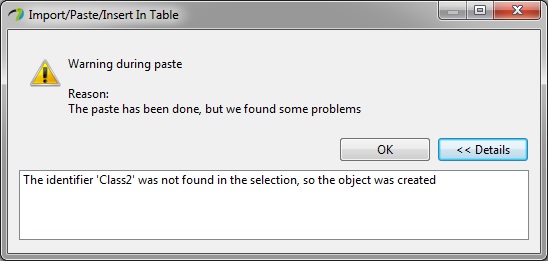 Import/Paste/Insert In Table
Warning during paste
Reason:
The paste has been done, but we found some problems
OK
<< Details
The identifier 'Class2' was not found in the selection, so the object was created